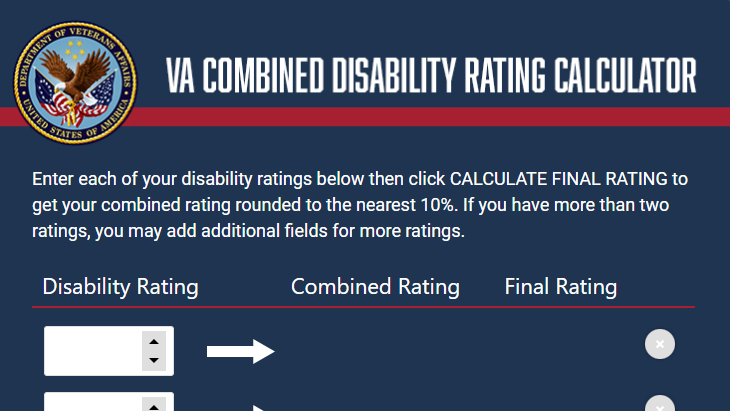 DEPARTMENT OF VETERANS AFFAIRS
UNITED STATES OF AMERICA
VA COMBINED DISABILITY RATING CALCULATOR
Enter each of your disability ratings below then click CALCULATE FINAL RATING to
get your combined rating rounded to the nearest 10%. If you have more than two
ratings, you may add additional fields for more ratings.
Disability Rating Combined Rating Final Rating